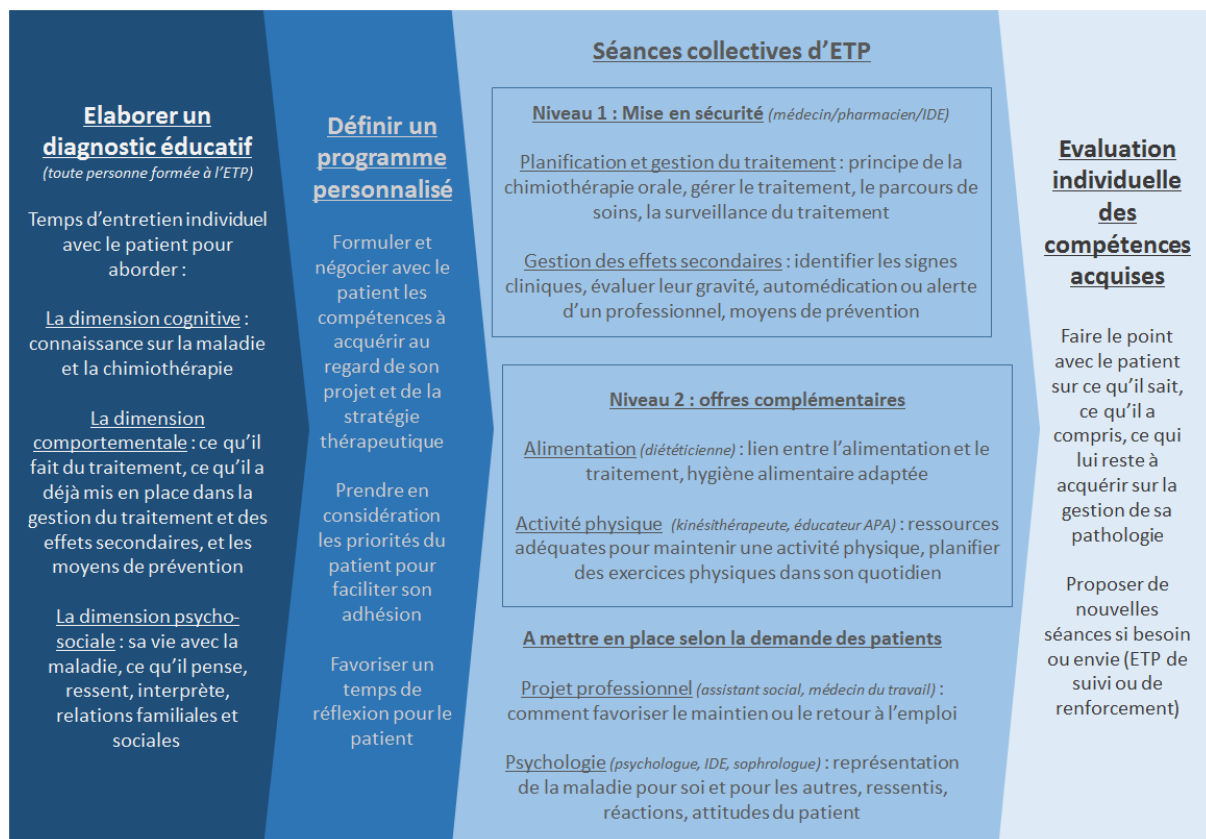 Elaborer un
diagnostic éducatif
(toute personne formée à l'ETP)
Temps d'entretien individuel
avec le patient pour
aborder :
La dimension cognitive :
connaissance sur la maladie
et la chimiothérapie
La dimension
comportementale : ce qu'il
fait du traitement, ce qu'il a
déjà mis en place dans la
gestion du traitement et des
effets secondaires, et les
moyens de prévention
La dimension psycho-
sociale : sa vie avec la
maladie, ce qu'il pense,
ressent, interprète,
relations familiales et
sociales
Définir un
programme
personnalisé
Formuler et
négocier avec le
patient les
compétences à
acquérir au
regard de son
projet et de la
stratégie
thérapeutique
Prendre en
considération
les priorités du
patient pour
faciliter son
adhésion
Favoriser un
temps de
réflexion pour le
patient
Séances collectives d'ETP
Niveau 1 : Mise en sécurité (médecin/pharmacien/IDE)
Planification et gestion du traitement : principe de la
chimiothérapie orale, gérer le traitement, le parcours de
soins, la surveillance du traitement
Gestion des effets secondaires : identifier les signes
cliniques, évaluer leur gravité, automédication ou alerte
d'un professionnel, moyens de prévention
Niveau 2 : offres complémentaires
Alimentation (diététicienne) : lien entre l'alimentation et le
traitement, hygiène alimentaire adaptée
Activité physique (kinésithérapeute, éducateur APA) : ressources
adéquates pour maintenir une activité physique, planifier
des exercices physiques dans son quotidien
A mettre en place selon la demande des patients
Projet professionnel (assistant social, médecin du travail) :
comment favoriser le maintien ou le retour à l'emploi
Psychologie (psychologue, IDE, sophrologue) : représentation
de la maladie pour soi et pour les autres, ressentis,
réactions, attitudes du patient
Evaluation
individuelle
des
compétences
acquises
Faire le point
avec le patient
sur ce qu'il sait,
ce qu'il a
compris, ce qui
lui reste à
acquérir sur la
gestion de sa
pathologie
Proposer de
nouvelles
séances si besoin
ou envie (ETP de
suivi ou de
renforcement)